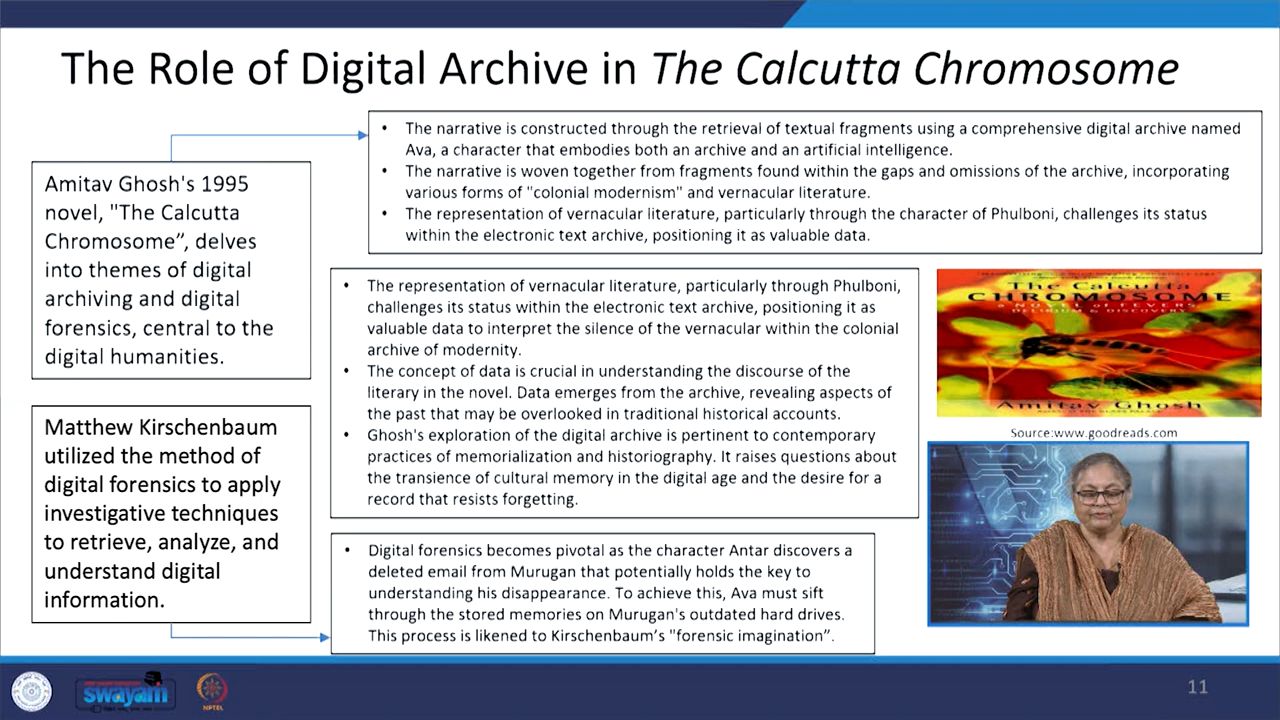 The Role of Digital Archive in The Calcutta Chromosome
Amitav Ghosh's 1995
novel, "The Calcutta
Chromosome”, delves
into themes of digital
archiving and digital
forensics, central to the
digital humanities.
• The narrative is constructed through the retrieval of textual fragments using a comprehensive digital archive named
Ava, a character that embodies both an archive and an artificial intelligence.
• The narrative is woven together from fragments found within the gaps and omissions of the archive, incorporating
various forms of "colonial modernism" and vernacular literature.
• The representation of vernacular literature, particularly through the character of Phulboni, challenges its status
within the electronic text archive, positioning it as valuable data.
• The representation of vernacular literature, particularly through Phulboni,
challenges its status within the electronic text archive, positioning it as
valuable data to interpret the silence of the vernacular within the colonial
archive of modernity.
• The concept of data is crucial in understanding the discourse of the
literary in the novel. Data emerges from the archive, revealing aspects of
the past that may be overlooked in traditional historical accounts.
• Ghosh's exploration of the digital archive is pertinent to contemporary
practices of memorialization and historiography. It raises questions about
the transience of cultural memory in the digital age and the desire for a
record that resists forgetting.
The Calcutta
CHROMOSOME
A NOVEL OF FEVERS,
DELIRIUM & DISCOVERY
Amitav Ghosh
Source:www.goodreads.com
Matthew Kirschenbaum
utilized the method of
digital forensics to apply
investigative techniques
to retrieve, analyze, and
understand digital
information.
• Digital forensics becomes pivotal as the character Antar discovers a
deleted email from Murugan that potentially holds the key to
understanding his disappearance. To achieve this, Ava must sift
through the stored memories on Murugan's outdated hard drives.
This process is likened to Kirschenbaum’s "forensic imagination”.
swayam
NPTEL
11